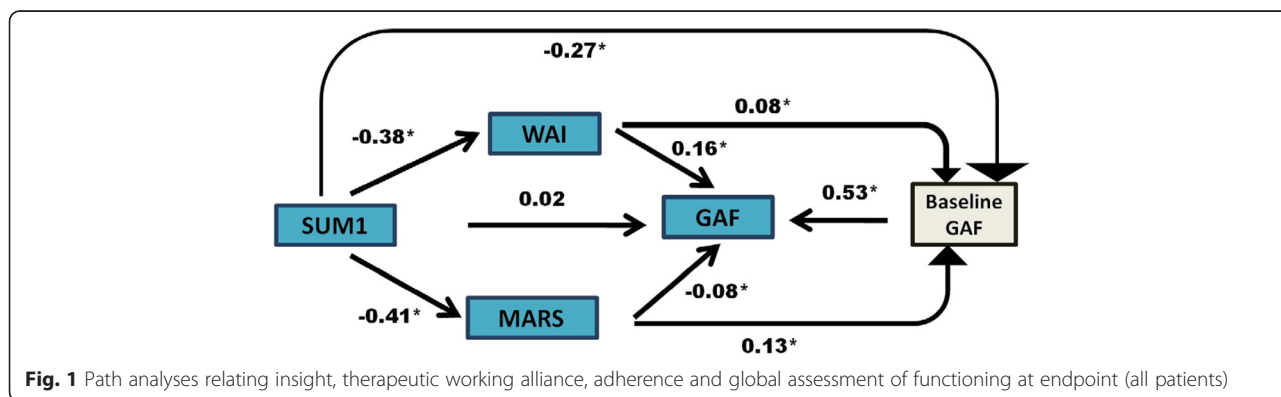 -0.27*
0.08*
-0.38*
WAI
0.16*
0.02
0.53*
SUM1
GAF
Baseline
GAF
-0.08*
-0.41*
MARS
0.13*
Fig. 1 Path analyses relating insight, therapeutic working alliance, adherence and global assessment of functioning at endpoint (all patients)